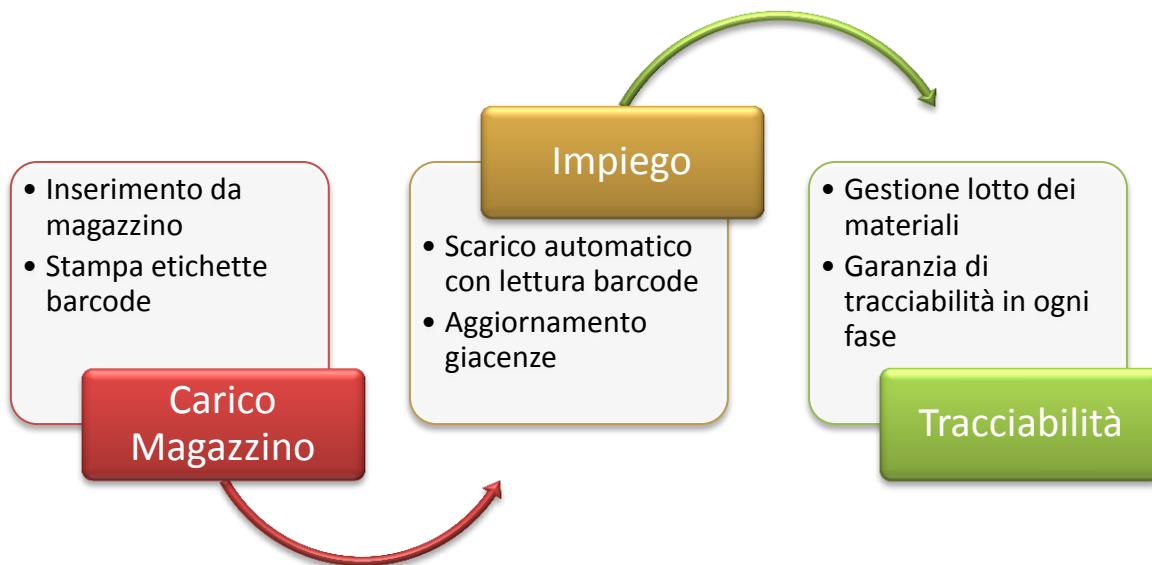 • Inserimento da
magazzino
• Stampa etichette
barcode
Carico
Magazzino
Impiego
• Scarico automatico
con lettura barcode
• Aggiornamento
giacenze
• Gestione lotto dei
materiali
• Garanzia di
tracciabilità in ogni
fase
Tracciabilità